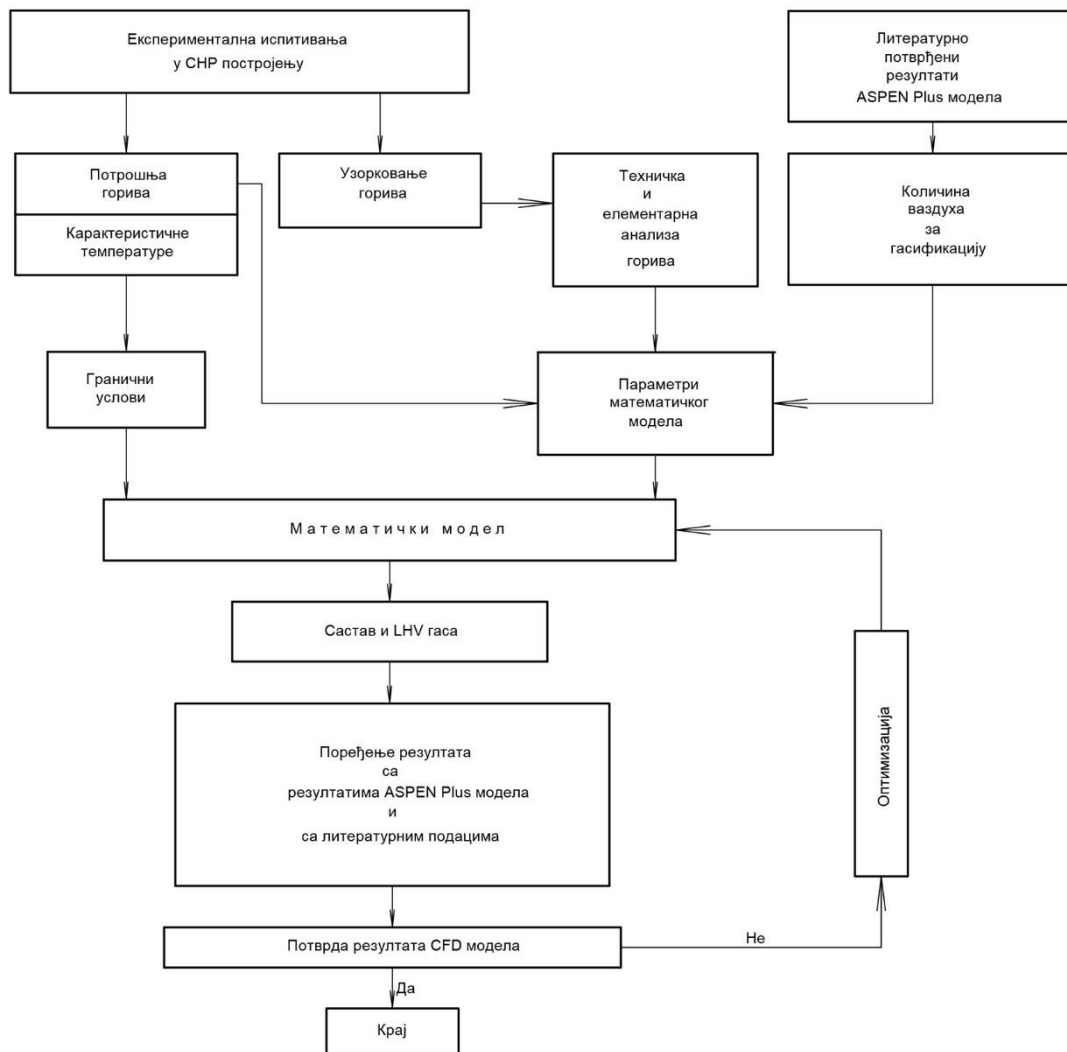 Експериментална испитивања
у CHP постројењу
Литературно
потврђени
резултати
ASPEN Plus модела
Потрошња
горива
Карактеристичне
температуре
Узорковање
горива
Техничка
и
елементарна
анализа
горива
Количина
ваздуха
за
гасификацију
Гранични
услови
Параметри
математичког
модела
Математички модел
Састав и LHV гаса
Поређење резултата
са
резултатима ASPEN Plus модела
и
са литературним подацима
Оптимизација
Потврда резултата CFD модела
Не
Да
Крај